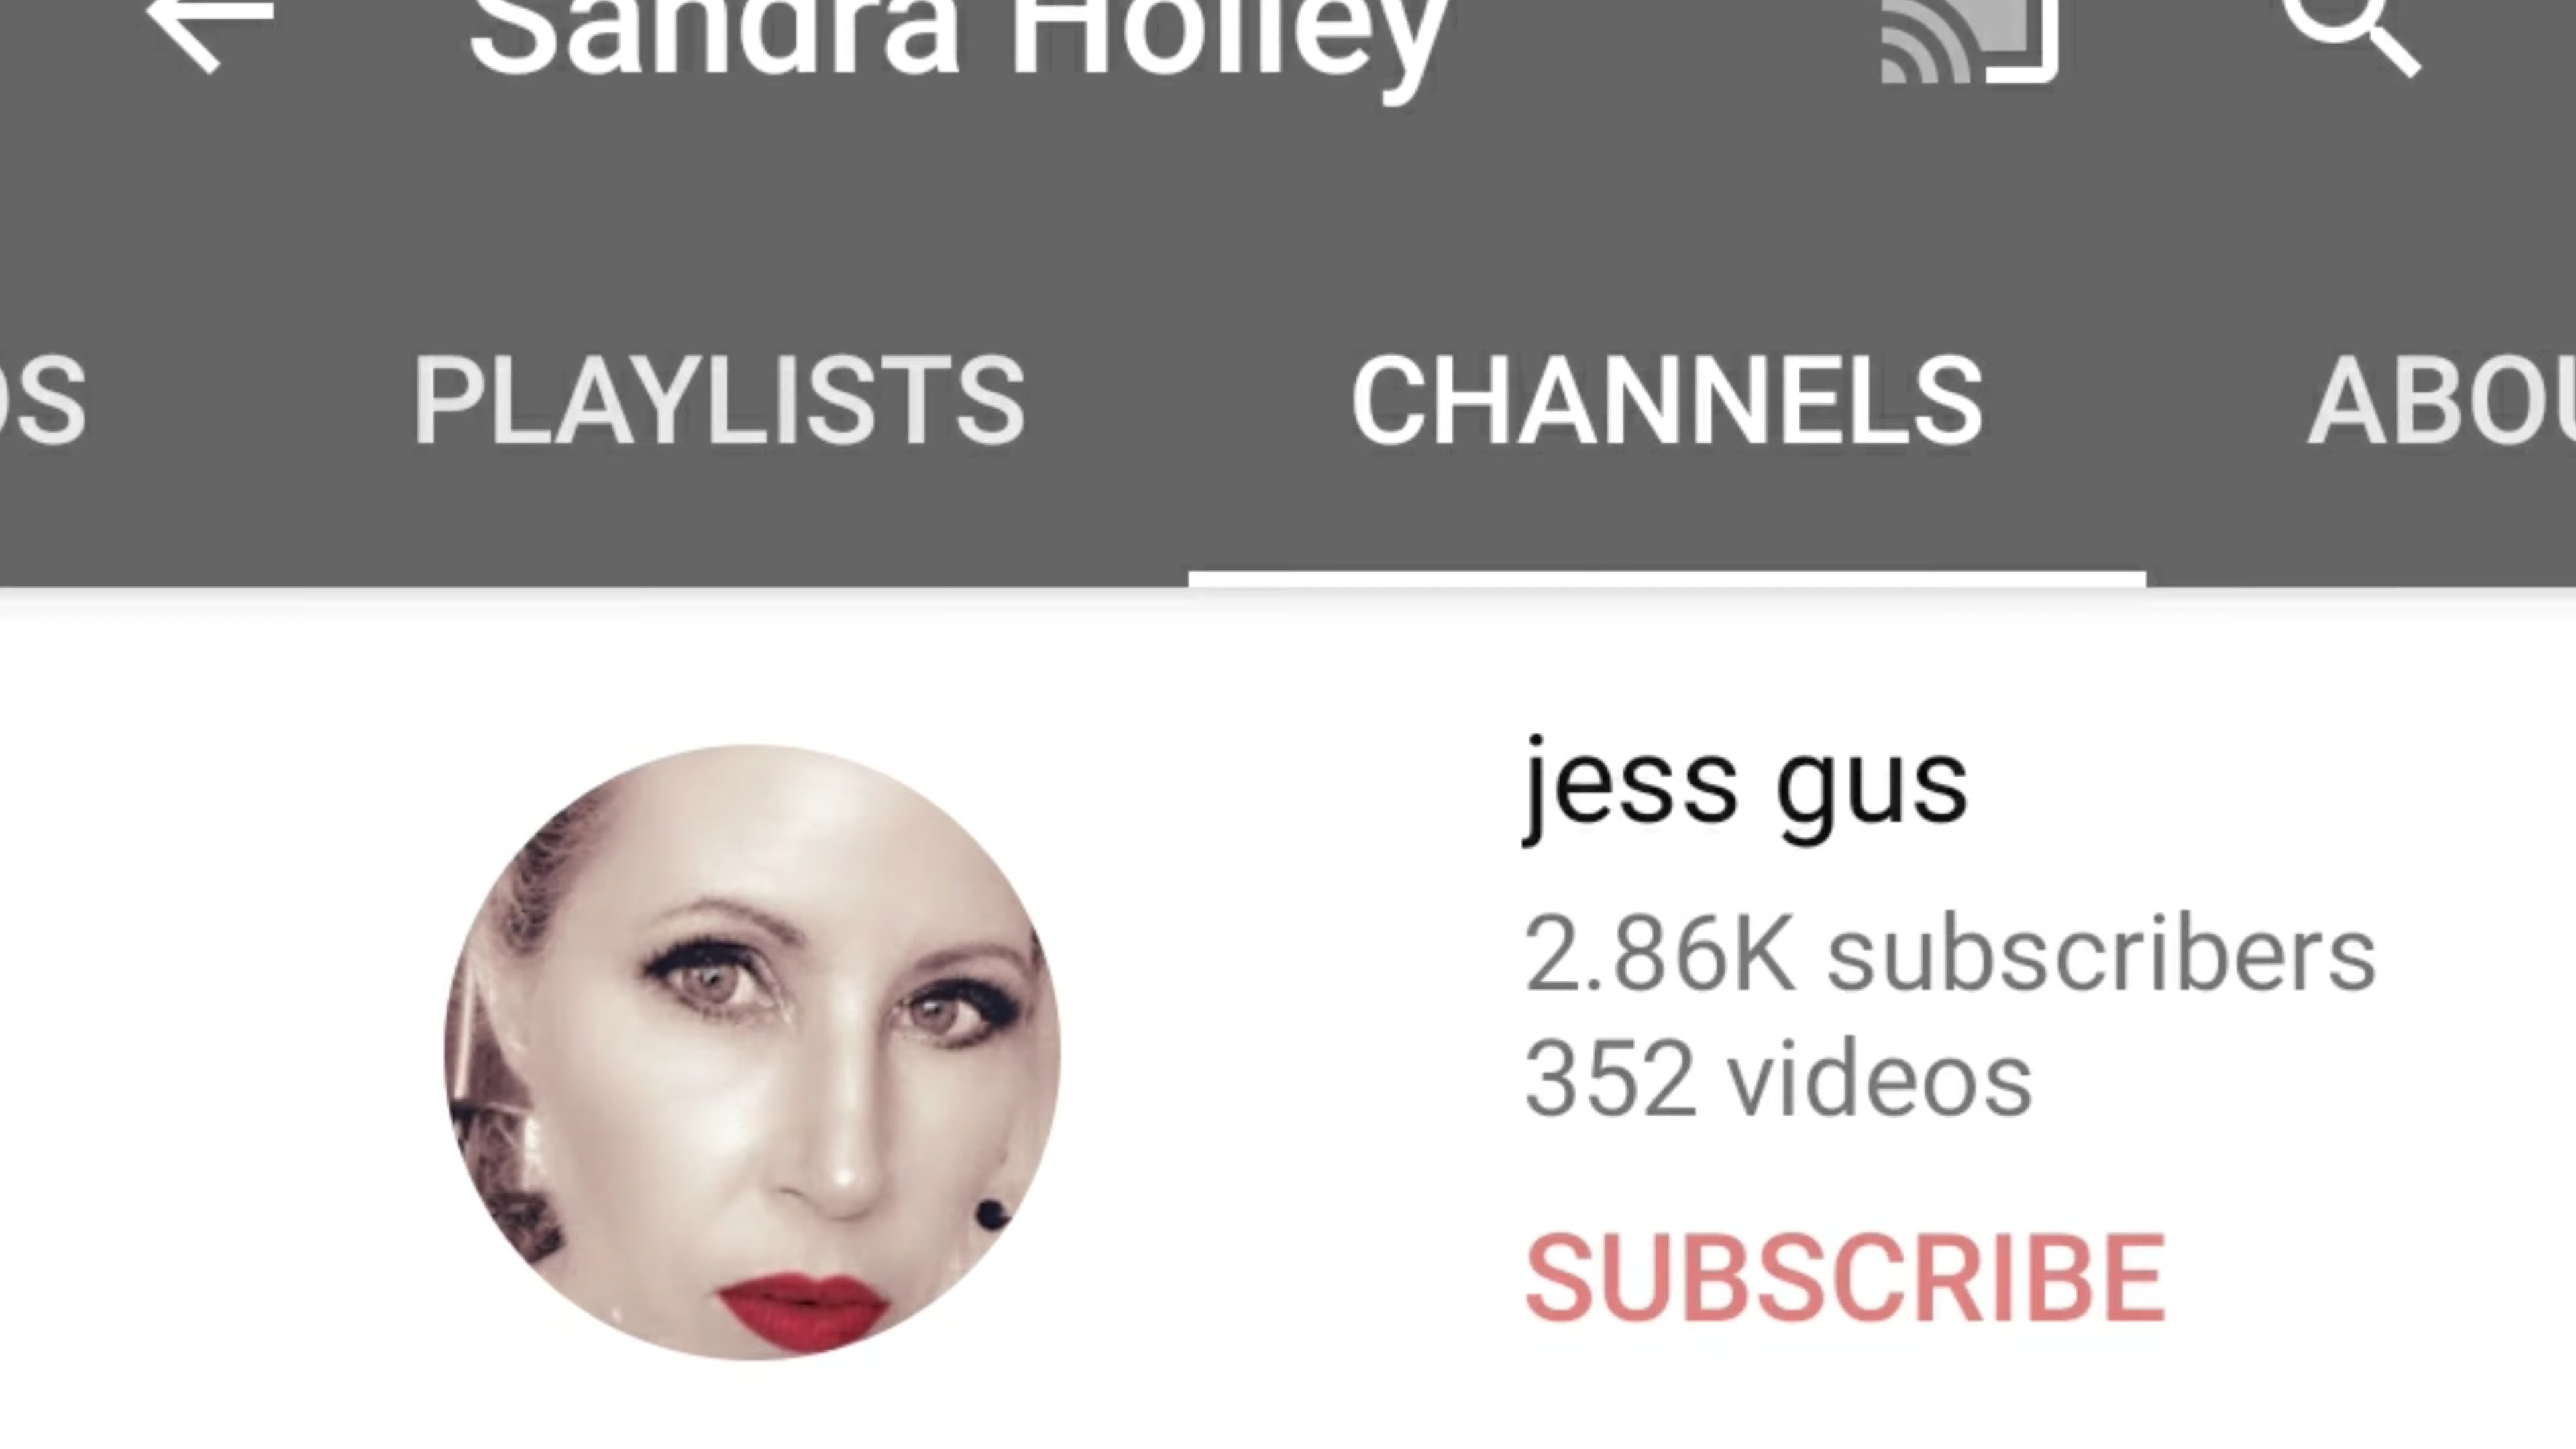 Sandra Holley
PLAYLISTS CHANNELS
jess gus
2.86K subscribers
352 videos
SUBSCRIBE